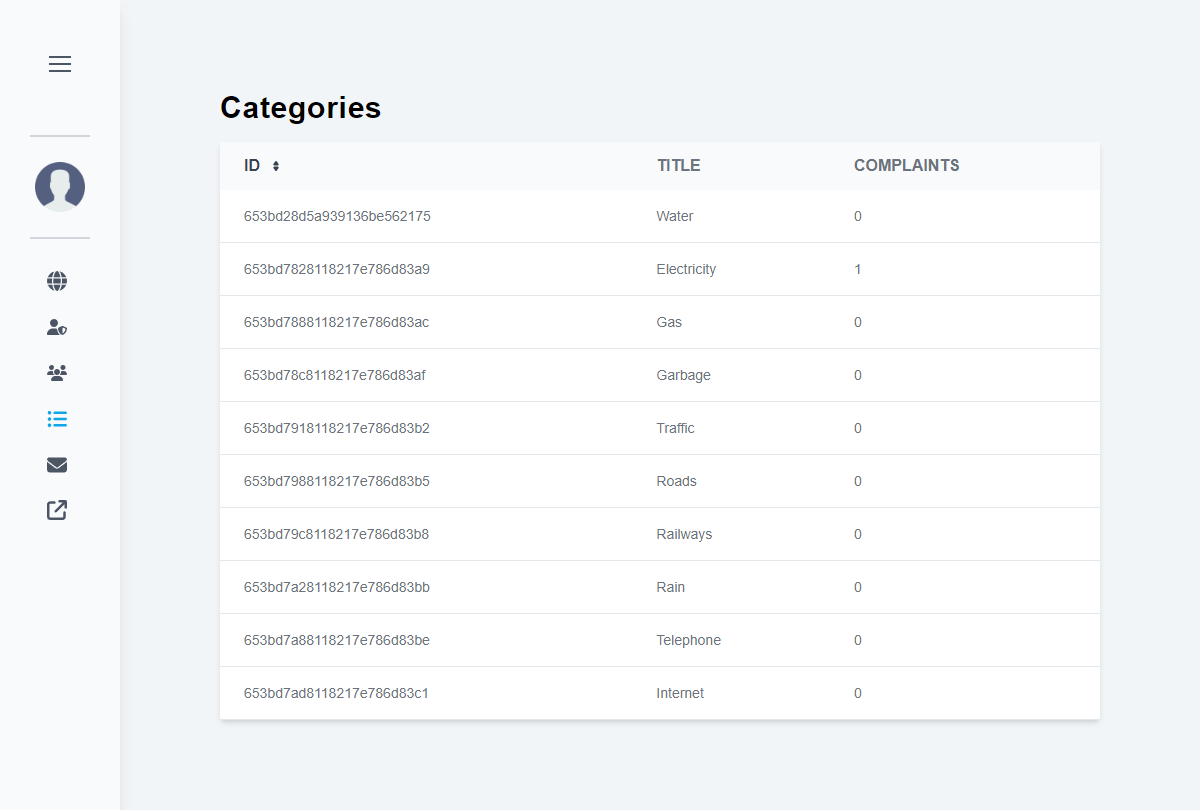 Categories
ID TITLE COMPLAINTS
653bd28d5a939136be562175 Water 0
653bd7828118217e786d83a9 Electricity 1
653bd7888118217e786d83ac Gas 0
653bd78c8118217e786d83af Garbage 0
653bd7918118217e786d83b2 Traffic 0
653bd7988118217e786d83b5 Roads 0
653bd79c8118217e786d83b8 Railways 0
653bd7a28118217e786d83bb Rain 0
653bd7a88118217e786d83be Telephone 0
653bd7ad8118217e786d83c1 Internet 0